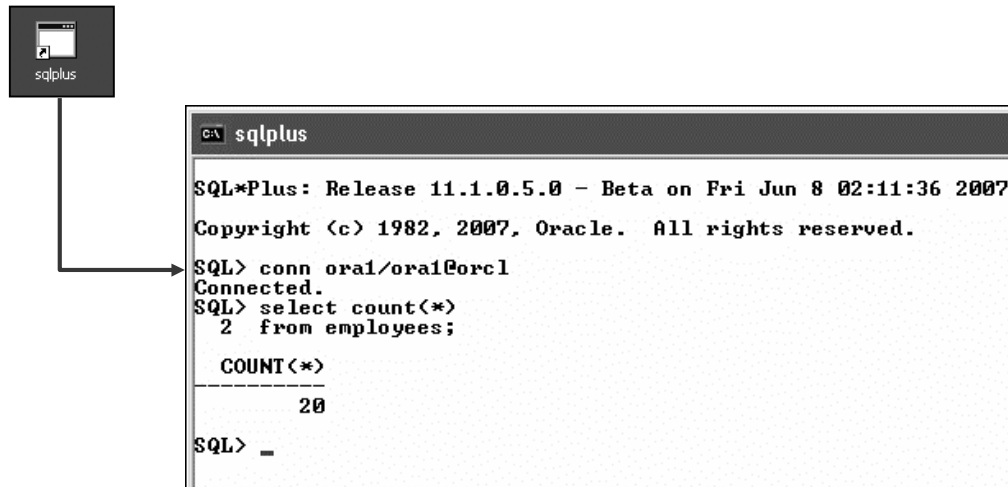 sqlplus
C:\ sqlplus
SQL*Plus: Release 11.1.0.5.0 - Beta on Fri Jun 8 02:11:36 2007
Copyright (c) 1982, 2007, Oracle.  All rights reserved.
SQL> conn ora1/ora1@orcl
Connected.
SQL> select count(*)
  2  from employees;
  COUNT(*)
----------
        20
SQL> _